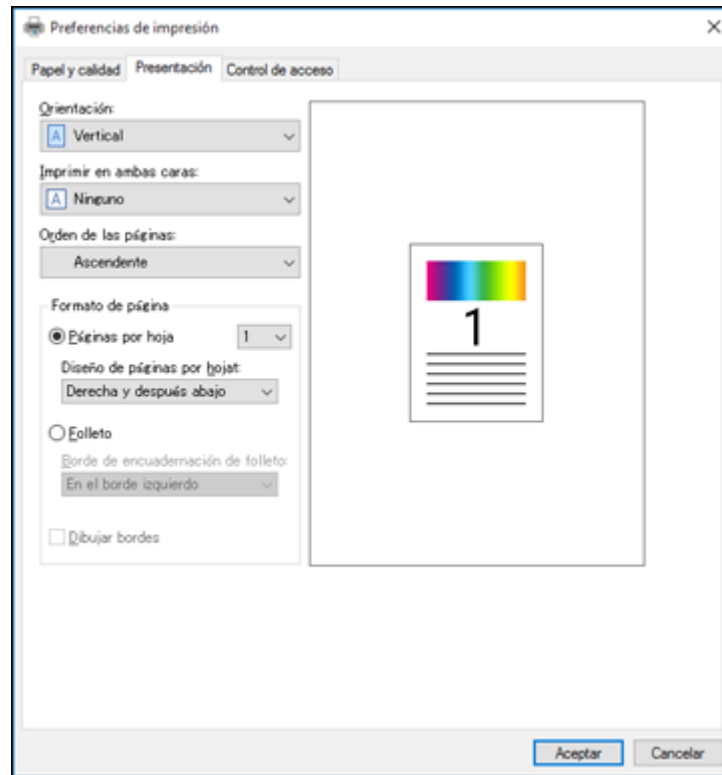 Preferencias de impresión
Papel y calidad Presentación Control de acceso
Orientación:
A Vertical
Imprimir en ambas caras:
A Ninguno
Orden de las páginas:
Ascendente
Formato de página
Páginas por hoja 1
Diseño de páginas por hojat:
Derecha y después abajo
Folleto
Borde de encuadernación de folleto:
En el borde izquierdo
Dibujar bordes
1
Aceptar Cancelar